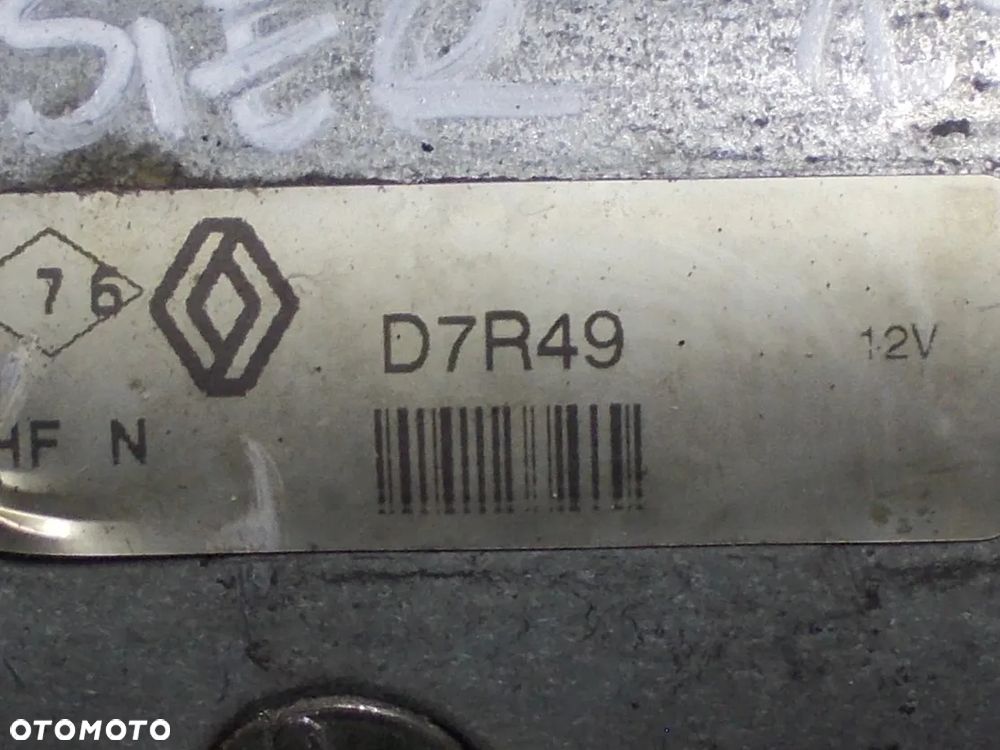 76
D7R49
12V
HF N
OTOMOTO